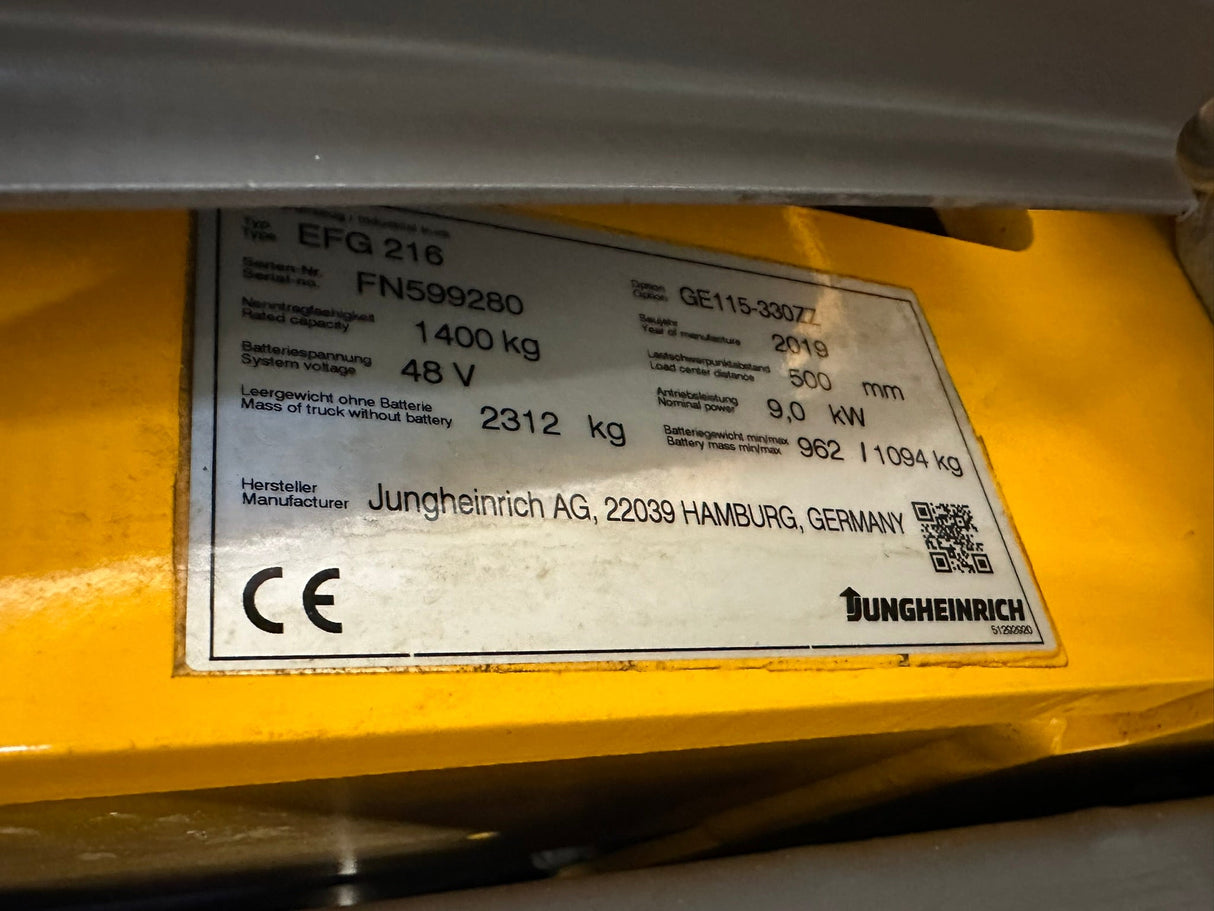 / Industrial truck
Typ
Type EFG 216
Serien-Nr.
Serial-no. FN599280
Option
Option GE115-330ZZ
Nenntragfaehigkeit
Rated capacity 1400 kg
Baujahr
Year of manufacture 2019
Batteriespannung
System voltage 48 V
Lastschwerpunktabstand
Load center distance 500 mm
Leergewicht ohne Batterie
Mass of truck without battery 2312 kg
Antriebsleistung
Nominal power 9,0 kW
Batteriegewicht min/max
Battery mass min/max 962 / 1094 kg
Hersteller
Manufacturer Jungheinrich AG, 22039 HAMBURG, GERMANY
CE
JUNGHEINRICH
51292920